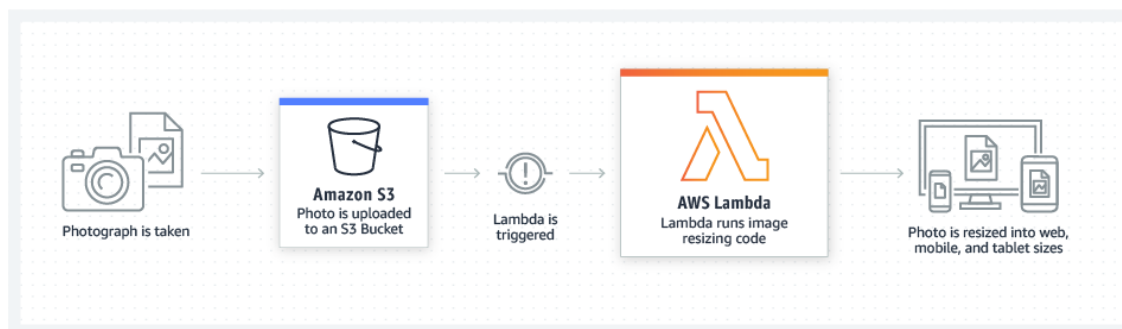 Photograph is taken
Amazon S3
Photo is uploaded
to an S3 Bucket
Lambda is
triggered
AWS Lambda
Lambda runs image
resizing code
Photo is resized into web,
mobile, and tablet sizes